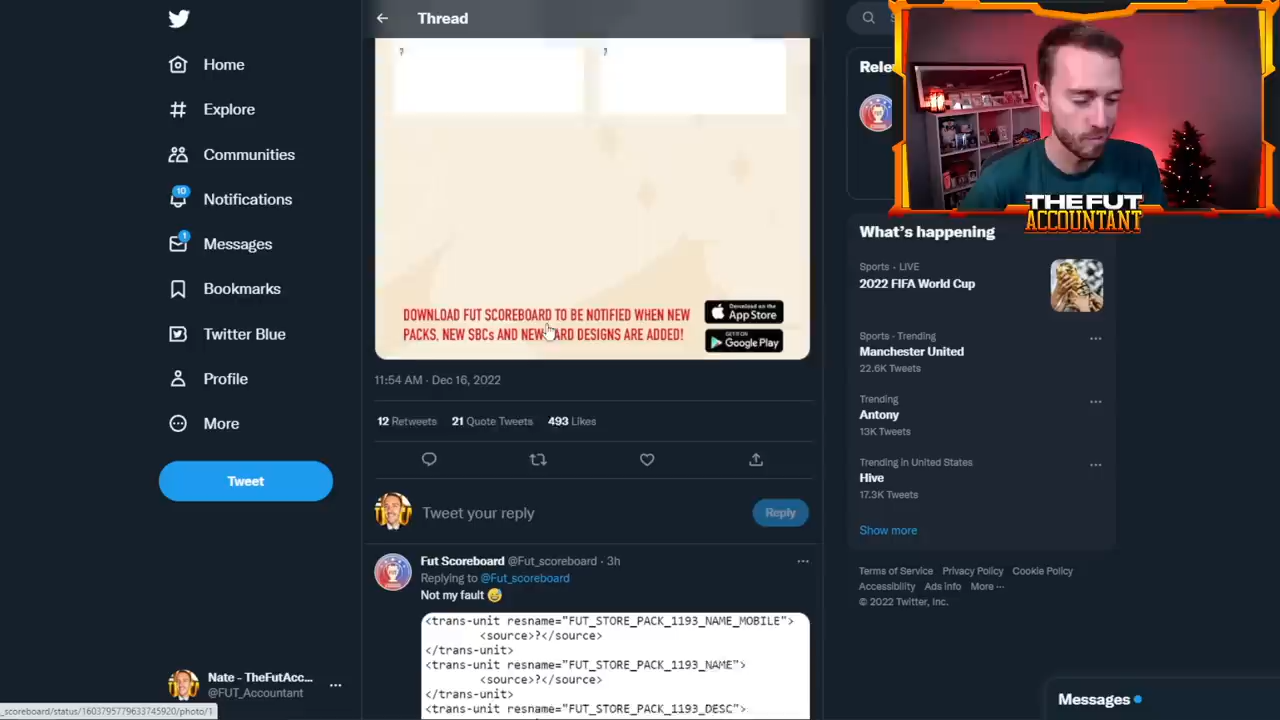 Thread
?
?
DOWNLOAD FUT SCOREBOARD TO BE NOTIFIED WHEN NEW
PACKS, NEW SBCs AND NEW CARD DESIGNS ARE ADDED!
Download on the
App Store
GET IT ON
Google Play
11:54 AM · Dec 16, 2022
12 Retweets 21 Quote Tweets 493 Likes
Tweet your reply
Reply
Fut Scoreboard @Fut_scoreboard · 3h
Replying to @Fut_scoreboard
Not my fault 😅
<trans-unit resname="FUT_STORE_PACK_1193_NAME_MOBILE">
<source>?</source>
</trans-unit>
<trans-unit resname="FUT_STORE_PACK_1193_NAME">
<source>?</source>
</trans-unit>
<trans-unit resname="FUT_STORE_PACK_1193_DESC">
Home
Explore
Communities
10
Notifications
1
Messages
Bookmarks
Twitter Blue
Profile
More
Tweet
Nate - TheFutAcc...
@FUT_Accountant
_scoreboard/status/1603795779633745920/photo/1
THE FUT
ACCOUNTANT
What's happening
Sports · LIVE
2022 FIFA World Cup
Sports · Trending
Manchester United
22.6K Tweets
Trending
Antony
13K Tweets
Trending in United States
Hive
17.3K Tweets
Show more
Terms of Service Privacy Policy Cookie Policy
Accessibility Ads info More ...
© 2022 Twitter, Inc.
Messages